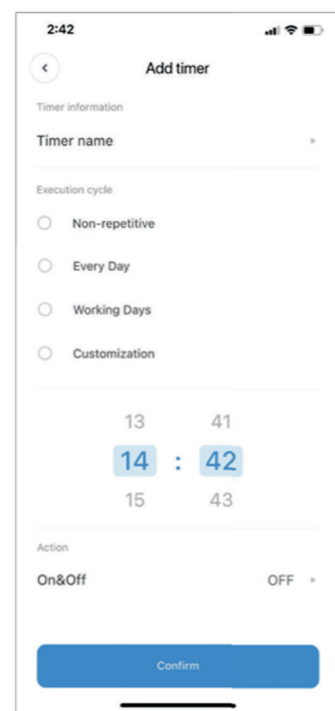 2:42
Add timer
Timer information
Timer name
Execution cycle
Non-repetitive
Every Day
Working Days
Customization
13 41
14 : 42
15 43
Action
On&Off OFF
Confirm